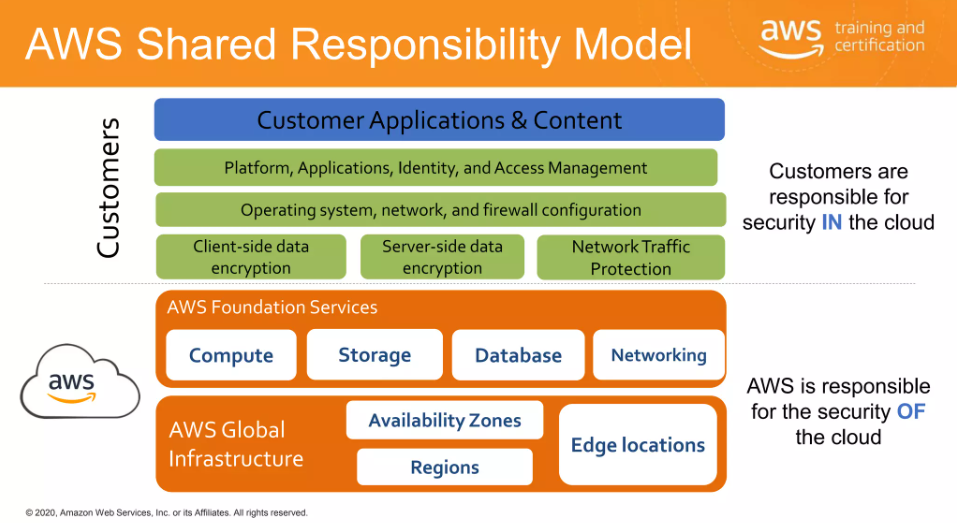 AWS Shared Responsibility Model
aws training and
certification
Customers
Customer Applications & Content
Platform, Applications, Identity, and Access Management
Operating system, network, and firewall configuration
Client-side data
encryption
Server-side data
encryption
Network Traffic
Protection
Customers are
responsible for
security IN the cloud
aws
AWS Foundation Services
Compute
Storage
Database
Networking
AWS Global
Infrastructure
Availability Zones
Regions
Edge locations
AWS is responsible
for the security OF
the cloud
© 2020, Amazon Web Services, Inc. or its Affiliates. All rights reserved.